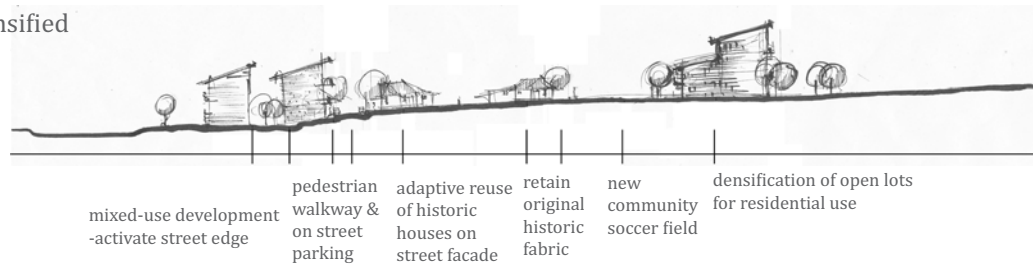 nsified
mixed-use development
-activate street edge
pedestrian
walkway &
on street
parking
adaptive reuse
of historic
houses on
street facade
retain
original
historic
fabric
new
community
soccer field
densification of open lots
for residential use